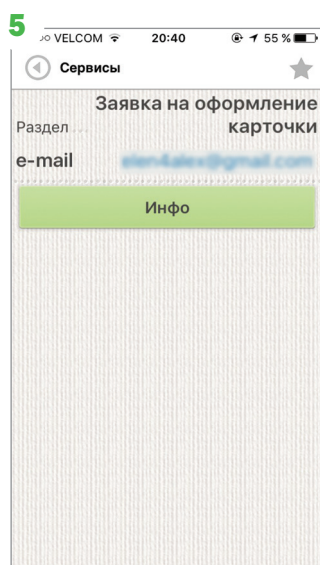 5
VELCOM 20:40 55 %
Сервисы
Заявка на оформление
Раздел ... карточки
e-mail
Инфо